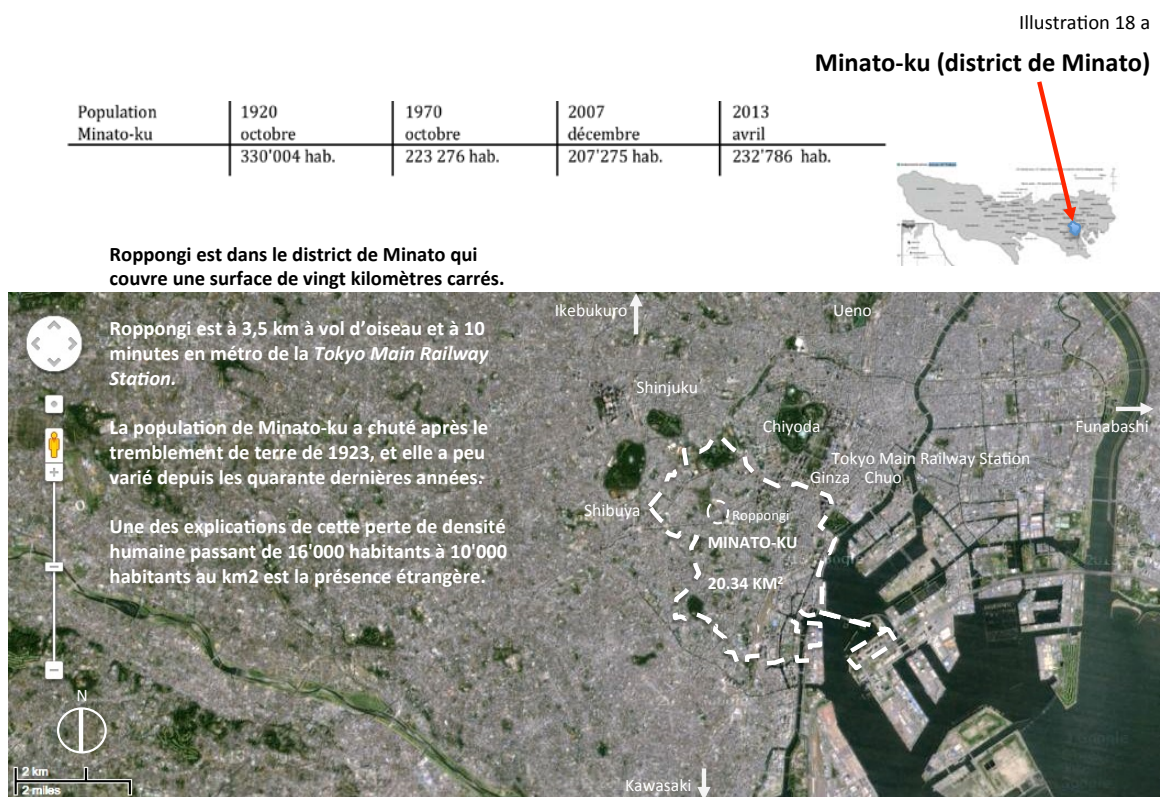 Illustration 18 a
Minato-ku (district de Minato)
Population 1920 1970 2007 2013
Minato-ku octobre octobre décembre avril
330'004 hab. 223 276 hab. 207'275 hab. 232'786 hab.
Roppongi est dans le district de Minato qui
couvre une surface de vingt kilomètres carrés.
Roppongi est à 3,5 km à vol d'oiseau et à 10
minutes en métro de la Tokyo Main Railway
Station.
La population de Minato-ku a chuté après le
tremblement de terre de 1923, et elle a peu
varié depuis les quarante dernières années.
Une des explications de cette perte de densité
humaine passant de 16'000 habitants à 10'000
habitants au km2 est la présence étrangère.
Ikebukuro
Ueno
Shinjuku
Chiyoda
Funabashi
Tokyo Main Railway Station
Ginza Chuo
Shibuya
Roppongi
MINATO-KU
20.34 KM²
N
2 km
2 miles
Kawasaki